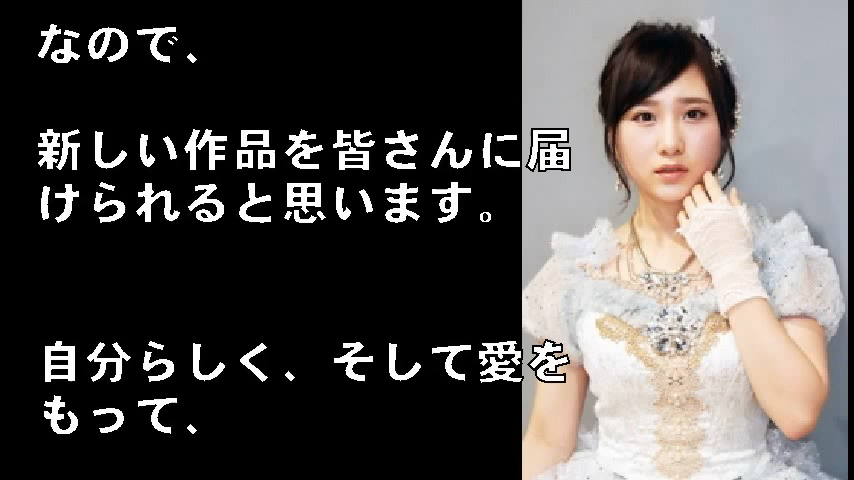 なので、
新しい作品を皆さんに届
けられると思います。
自分らしく、そして愛を
もって、